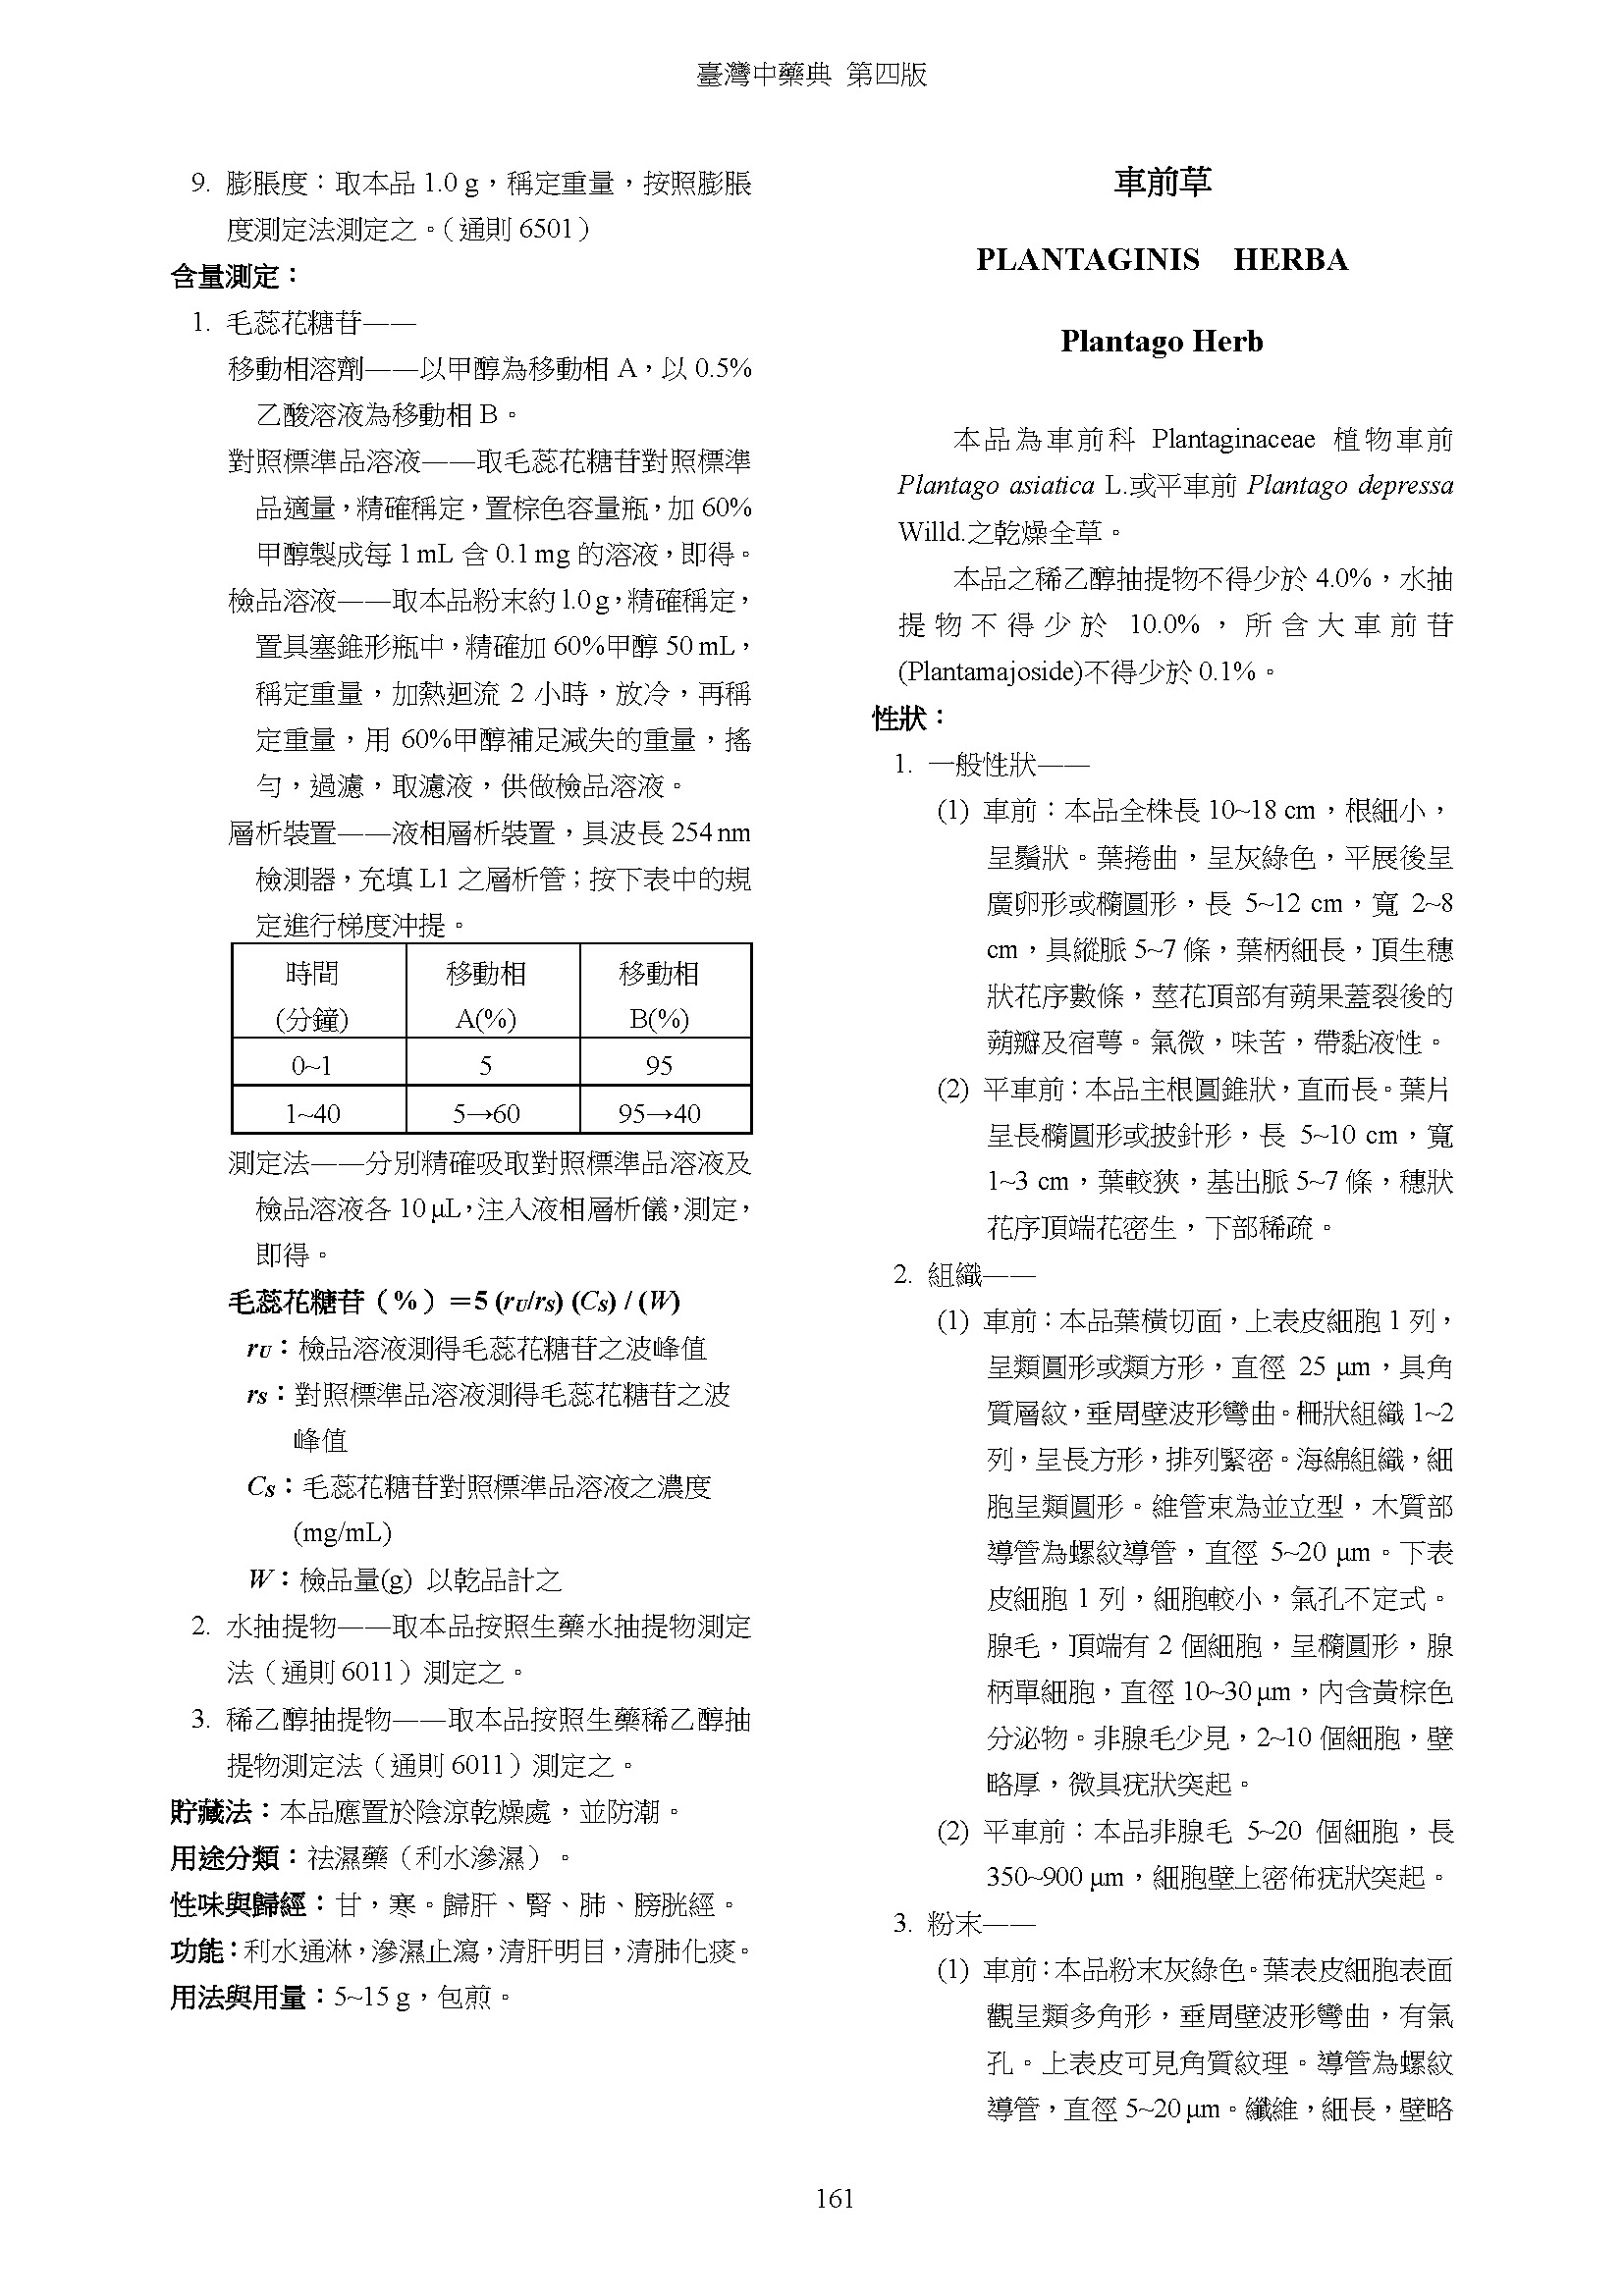 臺灣中藥典 第四版
9. 膨脹度：取本品 1.0 g，稱定重量，按照膨脹
度測定法測定之。（通則 6501）
含量測定：
1. 毛蕊花糖苷——
移動相溶劑——以甲醇為移動相 A，以 0.5%
乙酸溶液為移動相 B。
對照標準品溶液——取毛蕊花糖苷對照標準
品適量，精確稱定，置棕色容量瓶，加 60%
甲醇製成每 1 mL 含 0.1 mg 的溶液，即得。
檢品溶液——取本品粉末約 1.0 g，精確稱定，
置具塞錐形瓶中，精確加 60%甲醇 50 mL，
稱定重量，加熱迴流 2 小時，放冷，再稱
定重量，用 60%甲醇補足減失的重量，搖
勻，過濾，取濾液，供做檢品溶液。
層析裝置——液相層析裝置，具波長 254 nm
檢測器，充填 L1 之層析管；按下表中的規
定進行梯度沖提。
時間 移動相 移動相
(分鐘) A(%) B(%)
0~1 5 95
1~40 5→60 95→40
測定法——分別精確吸取對照標準品溶液及
檢品溶液各 10 μL，注入液相層析儀，測定，
即得。
毛蕊花糖苷（%）＝5 (rU/rS) (CS) / (W)
rU：檢品溶液測得毛蕊花糖苷之波峰值
rS：對照標準品溶液測得毛蕊花糖苷之波
峰值
CS：毛蕊花糖苷對照標準品溶液之濃度
(mg/mL)
W：檢品量(g) 以乾品計之
2. 水抽提物——取本品按照生藥水抽提物測定
法（通則 6011）測定之。
3. 稀乙醇抽提物——取本品按照生藥稀乙醇抽
提物測定法（通則 6011）測定之。
貯藏法：本品應置於陰涼乾燥處，並防潮。
用途分類：祛濕藥（利水滲濕）。
性味與歸經：甘，寒。歸肝、腎、肺、膀胱經。
功能：利水通淋，滲濕止瀉，清肝明目，清肺化痰。
用法與用量：5~15 g，包煎。
車前草
PLANTAGINIS HERBA
Plantago Herb
本品為車前科 Plantaginaceae 植物車前
Plantago asiatica L.或平車前 Plantago depressa
Willd.之乾燥全草。
本品之稀乙醇抽提物不得少於 4.0%，水抽
提物不得少於 10.0%，所含大車前苷
(Plantamajoside)不得少於 0.1%。
性狀：
1. 一般性狀——
(1) 車前：本品全株長 10~18 cm，根細小，
呈鬚狀。葉捲曲，呈灰綠色，平展後呈
廣卵形或橢圓形，長 5~12 cm，寬 2~8
cm，具縱脈 5~7 條，葉柄細長，頂生穗
狀花序數條，莖花頂部有蒴果蓋裂後的
蒴瓣及宿萼。氣微，味苦，帶黏液性。
(2) 平車前：本品主根圓錐狀，直而長。葉片
呈長橢圓形或披針形，長 5~10 cm，寬
1~3 cm，葉較狹，基出脈 5~7 條，穗狀
花序頂端花密生，下部稀疏。
2. 組織——
(1) 車前：本品葉橫切面，上表皮細胞 1 列，
呈類圓形或類方形，直徑 25 μm，具角
質層紋，垂周壁波形彎曲。柵狀組織 1~2
列，呈長方形，排列緊密。海綿組織，細
胞呈類圓形。維管束為並立型，木質部
導管為螺紋導管，直徑 5~20 μm。下表
皮細胞 1 列，細胞較小，氣孔不定式。
腺毛，頂端有 2 個細胞，呈橢圓形，腺
柄單細胞，直徑 10~30 μm，內含黃棕色
分泌物。非腺毛少見，2~10 個細胞，壁
略厚，微具疣狀突起。
(2) 平車前：本品非腺毛 5~20 個細胞，長
350~900 μm，細胞壁上密佈疣狀突起。
3. 粉末——
(1) 車前：本品粉末灰綠色。葉表皮細胞表面
觀呈類多角形，垂周壁波形彎曲，有氣
孔。上表皮可見角質紋理。導管為螺紋
導管，直徑 5~20 μm。纖維，細長，壁略
161